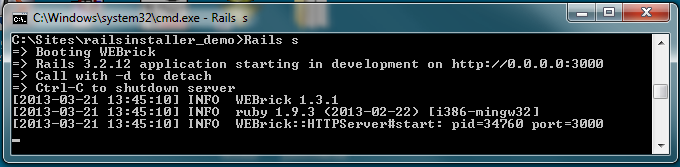 C:\Windows\system32\cmd.exe - Rails s
C:\Sites\railsinstaller_demo>Rails s
=> Booting WEBrick
=> Rails 3.2.12 application starting in development on http://0.0.0.0:3000
=> Call with -d to detach
=> Ctrl-C to shutdown server
[2013-03-21 13:45:10] INFO  WEBrick 1.3.1
[2013-03-21 13:45:10] INFO  ruby 1.9.3 (2013-02-22) [i386-mingw32]
[2013-03-21 13:45:10] INFO  WEBrick::HTTPServer#start: pid=34760 port=3000